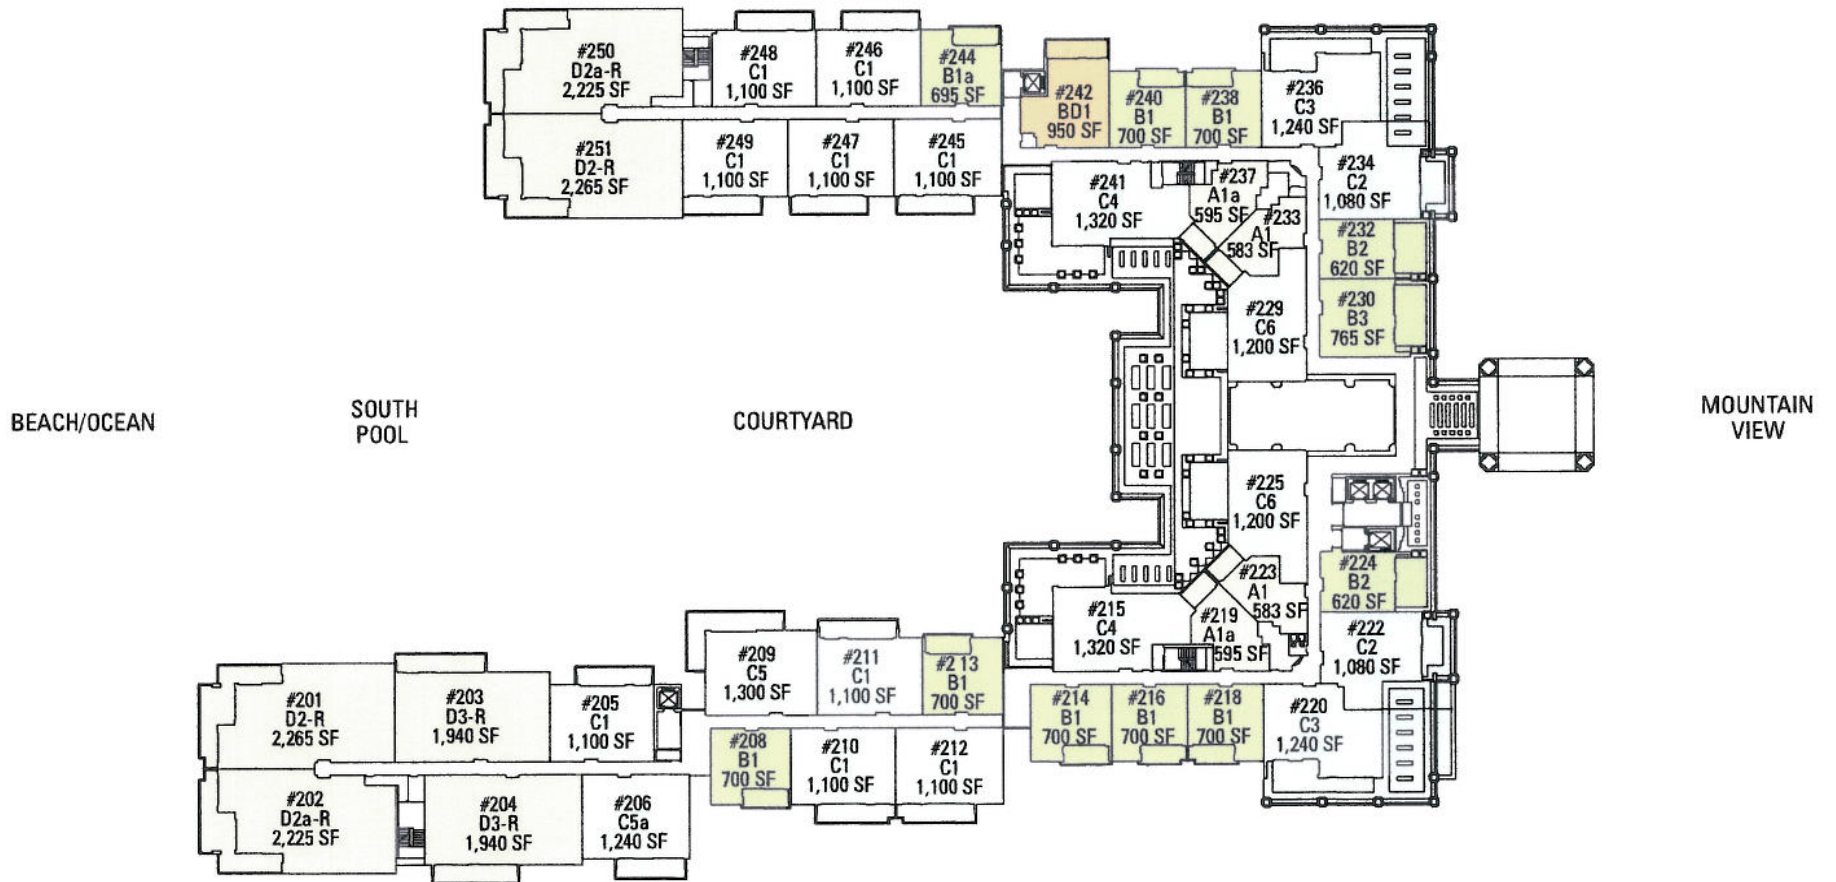 #250
D2a-R
2,225 SF
#248
C1
1,100 SF
#246
C1
1,100 SF
#244
B1a
695 SF
#242
BD1
950 SF
#240
B1
700 SF
#238
B1
700 SF
#236
C3
1,240 SF
#251
D2-R
2,265 SF
#249
C1
1,100 SF
#247
C1
1,100 SF
#245
C1
1,100 SF
#241
C4
1,320 SF
#237
A1a
595 SF
#233
A1
583 SF
#234
C2
1,080 SF
#232
B2
620 SF
#230
B3
765 SF
#229
C6
1,200 SF
BEACH/OCEAN
SOUTH
POOL
COURTYARD
MOUNTAIN
VIEW
#225
C6
1,200 SF
#224
B2
620 SF
#223
A1
583 SF
#219
A1a
595 SF
#215
C4
1,320 SF
#222
C2
1,080 SF
#209
C5
1,300 SF
#211
C1
1,100 SF
#2 13
B1
700 SF
#201
D2-R
2,265 SF
#203
D3-R
1,940 SF
#205
C1
1,100 SF
#214
B1
700 SF
#216
B1
700 SF
#218
B1
700 SF
#220
C3
1,240 SF
#208
B1
700 SF
#210
C1
1,100 SF
#212
C1
1,100 SF
#202
D2a-R
2,225 SF
#204
D3-R
1,940 SF
#206
C5a
1,240 SF